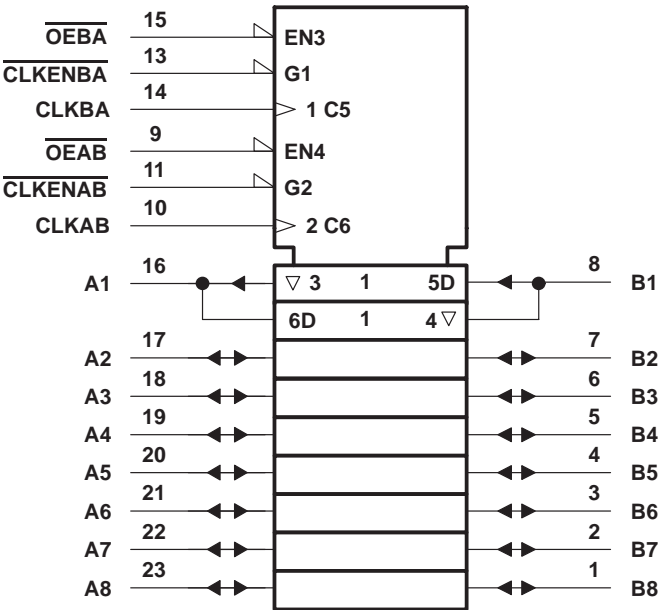 15
OEBA
EN3
13
CLKENBA
G1
14
CLKBA
1 C5
9
OEAB
EN4
11
CLKENAB
G2
10
CLKAB
2 C6
16
8
A1 ▽ 3 1 5D B1
6D 1 4 ▽
17
7
A2 B2
18
6
A3 B3
19
5
A4 B4
20
4
A5 B5
21
3
A6 B6
22
2
A7 B7
23
1
A8 B8